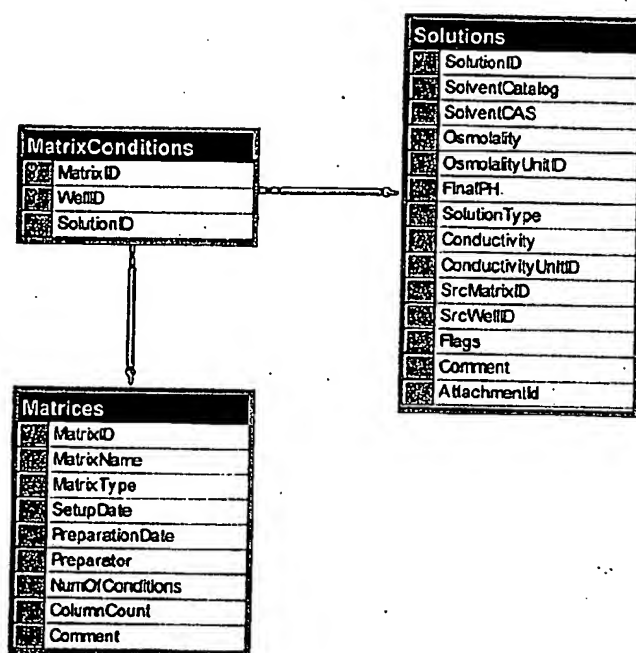 Solutions
SolutionID
SolventCatalog
SolventCAS
Osmolality
OsmolalityUnitID
FinalPH
SolutionType
Conductivity
ConductivityUnitID
SrcMatrixID
SrcWellID
Flags
Comment
AttachmentId
MatrixConditions
MatrixID
WellID
SolutionID
Matrices
MatrixID
MatrixName
MatrixType
SetupDate
PreparationDate
Preparator
NumOfConditions
ColumnCount
Comment